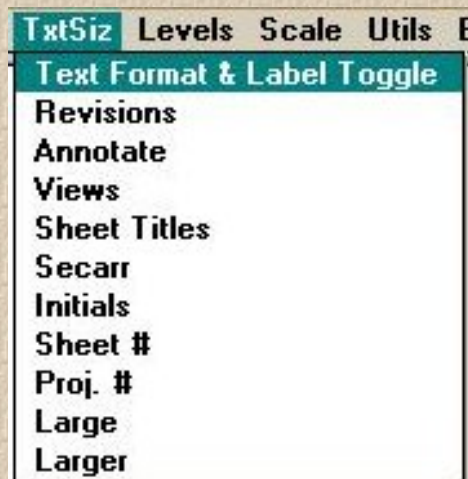 TxtSiz Levels Scale Utils
Text Format & Label Toggle
Revisions
Annotate
Views
Sheet Titles
Secarr
Initials
Sheet #
Proj. #
Large
Larger